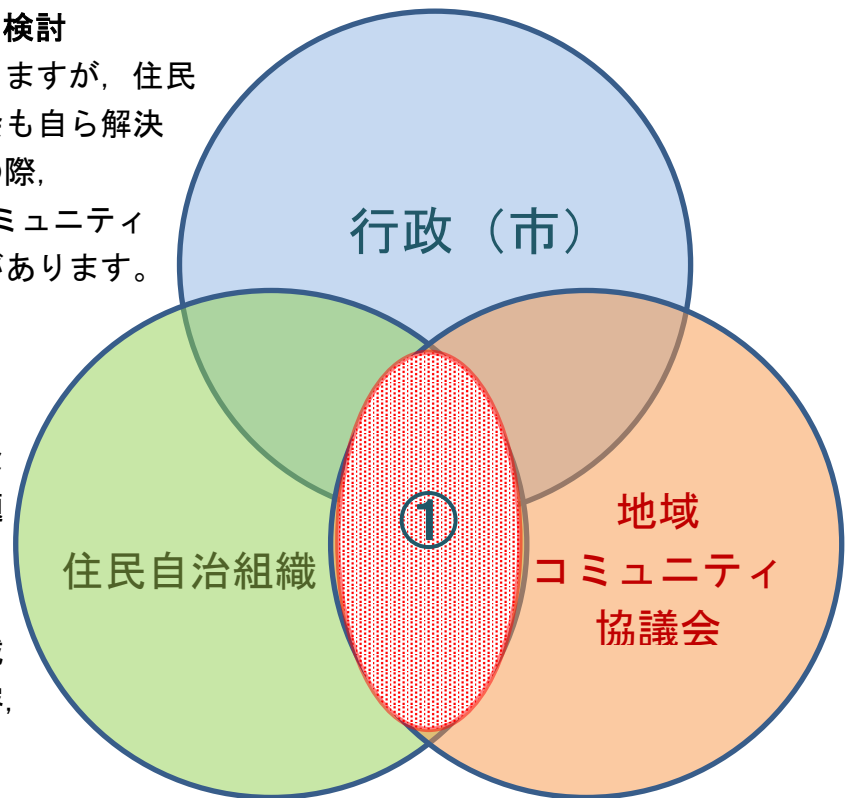 検討
ますが，住民
も自ら解決
の際，
ミュニティ
があります。
行政（市）
①
住民自治組織
地域
コミュニティ
協議会